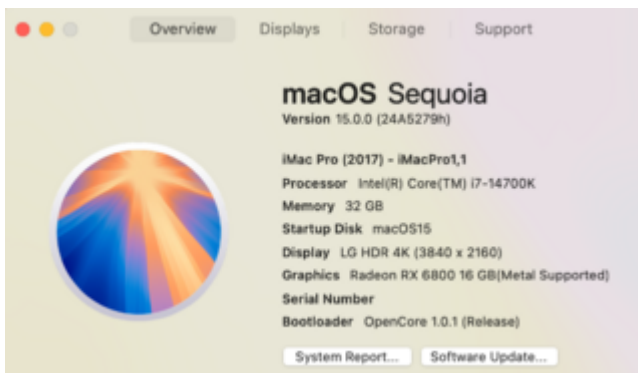 Overview Displays Storage Support
macOS Sequoia
Version 15.0.0 (24A5279h)
iMac Pro (2017) - iMacPro1,1
Processor Intel(R) Core(TM) i7-14700K
Memory 32 GB
Startup Disk macOS15
Display LG HDR 4K (3840 x 2160)
Graphics Radeon RX 6800 16 GB(Metal Supported)
Serial Number
Bootloader OpenCore 1.0.1 (Release)
System Report... Software Update...